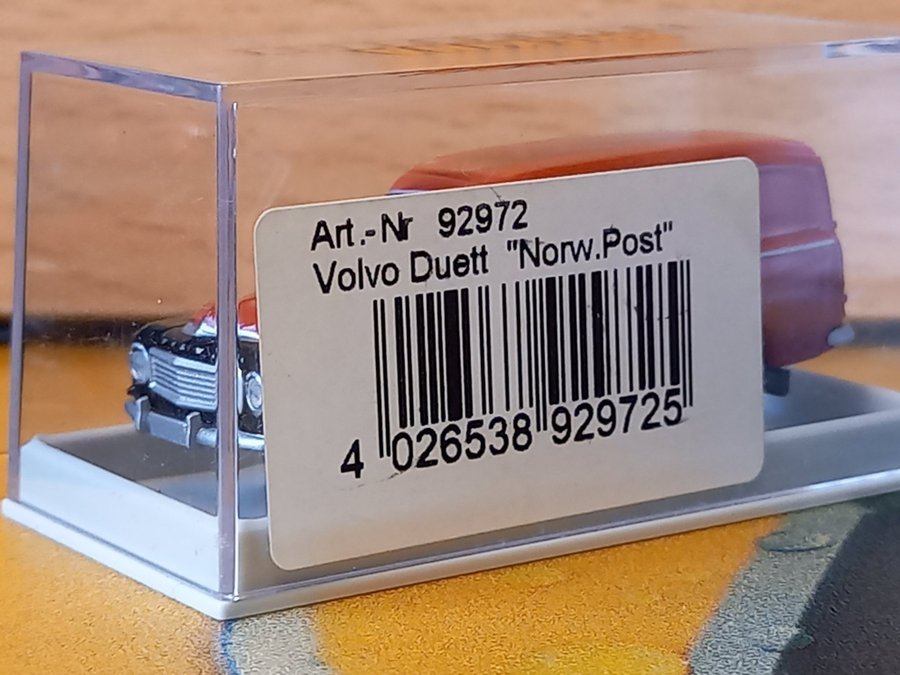 Art.-Nr 92972
Volvo Duett "Norw.Post"
4 026538 929725